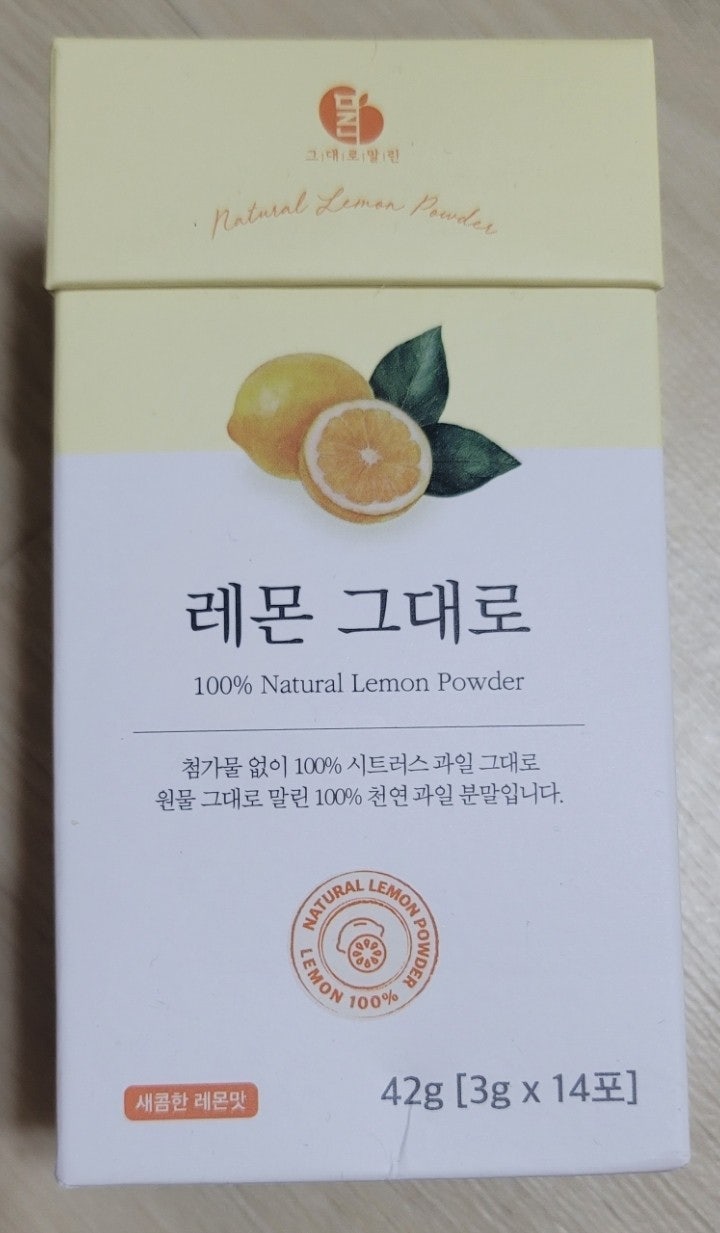 그대로말린
Natural Lemon Powder
레몬 그대로
100% Natural Lemon Powder
첨가물 없이 100% 시트러스 과일 그대로
원물 그대로 말린 100% 천연 과일 분말입니다.
NATURAL LEMON POWDER
LEMON 100%
새콤한 레몬맛
42g [3g x 14포]